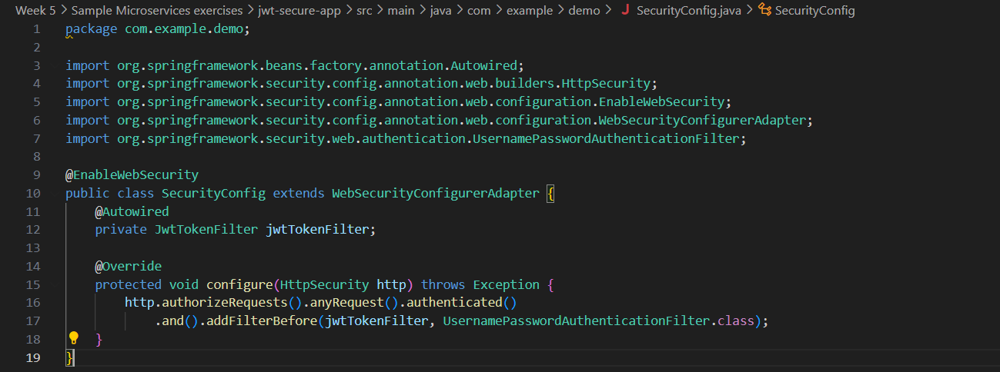 Week 5 > Sample Microservices exercises > jwt-secure-app > src > main > java > com > example > demo > J SecurityConfig.java > SecurityConfig
1 package com.example.demo;
2
3 import org.springframework.beans.factory.annotation.Autowired;
4 import org.springframework.security.config.annotation.web.builders.HttpSecurity;
5 import org.springframework.security.config.annotation.web.configuration.EnableWebSecurity;
6 import org.springframework.security.config.annotation.web.configuration.WebSecurityConfigurerAdapter;
7 import org.springframework.security.web.authentication.UsernamePasswordAuthenticationFilter;
8
9 @EnableWebSecurity
10 public class SecurityConfig extends WebSecurityConfigurerAdapter {
11     @Autowired
12     private JwtTokenFilter jwtTokenFilter;
13
14     @Override
15     protected void configure(HttpSecurity http) throws Exception {
16         http.authorizeRequests().anyRequest().authenticated()
17             .and().addFilterBefore(jwtTokenFilter, UsernamePasswordAuthenticationFilter.class);
18     }
19 }